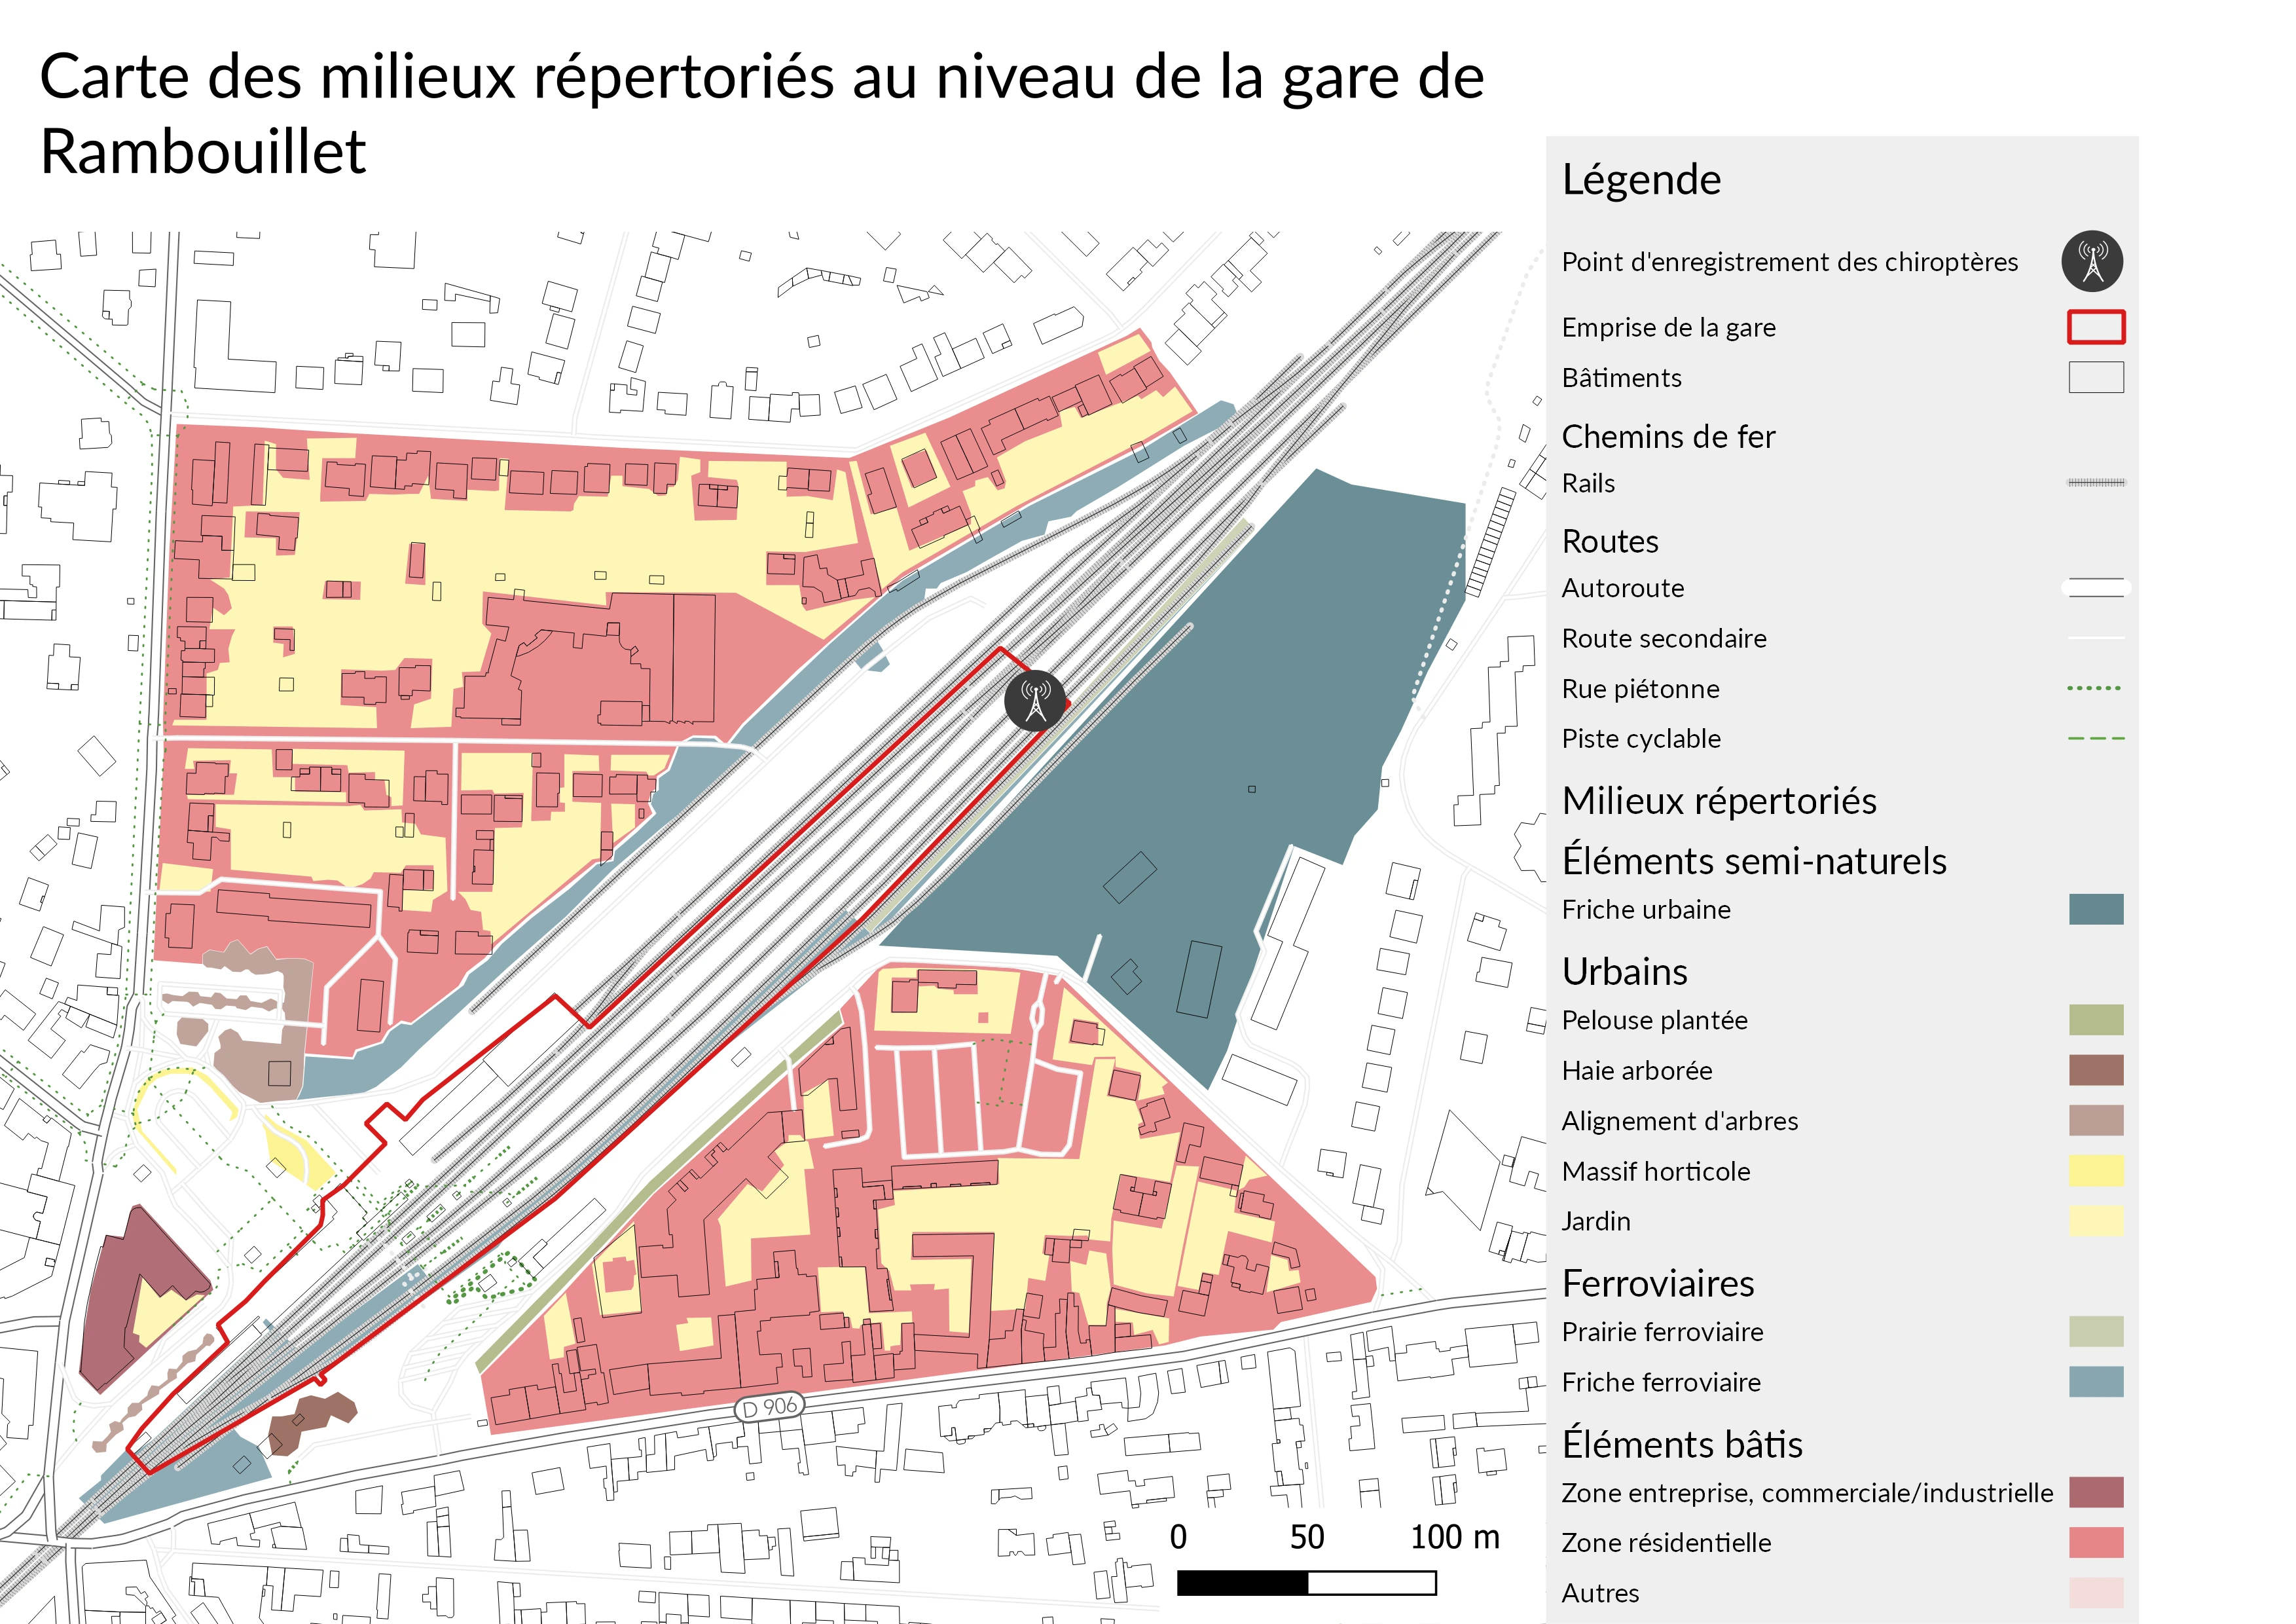 Carte des milieux répertoriés au niveau de la gare de
Rambouillet
Légende
Point d'enregistrement des chiroptères
Emprise de la gare
Bâtiments
Chemins de fer
Rails
Routes
Autoroute
Route secondaire
Rue piétonne
Piste cyclable
Milieux répertoriés
Éléments semi-naturels
Friche urbaine
Urbains
Pelouse plantée
Haie arborée
Alignement d'arbres
Massif horticole
Jardin
Ferroviaires
Prairie ferroviaire
Friche ferroviaire
Éléments bâtis
Zone entreprise, commerciale/industrielle
Zone résidentielle
Autres
D 906
0 50 100 m